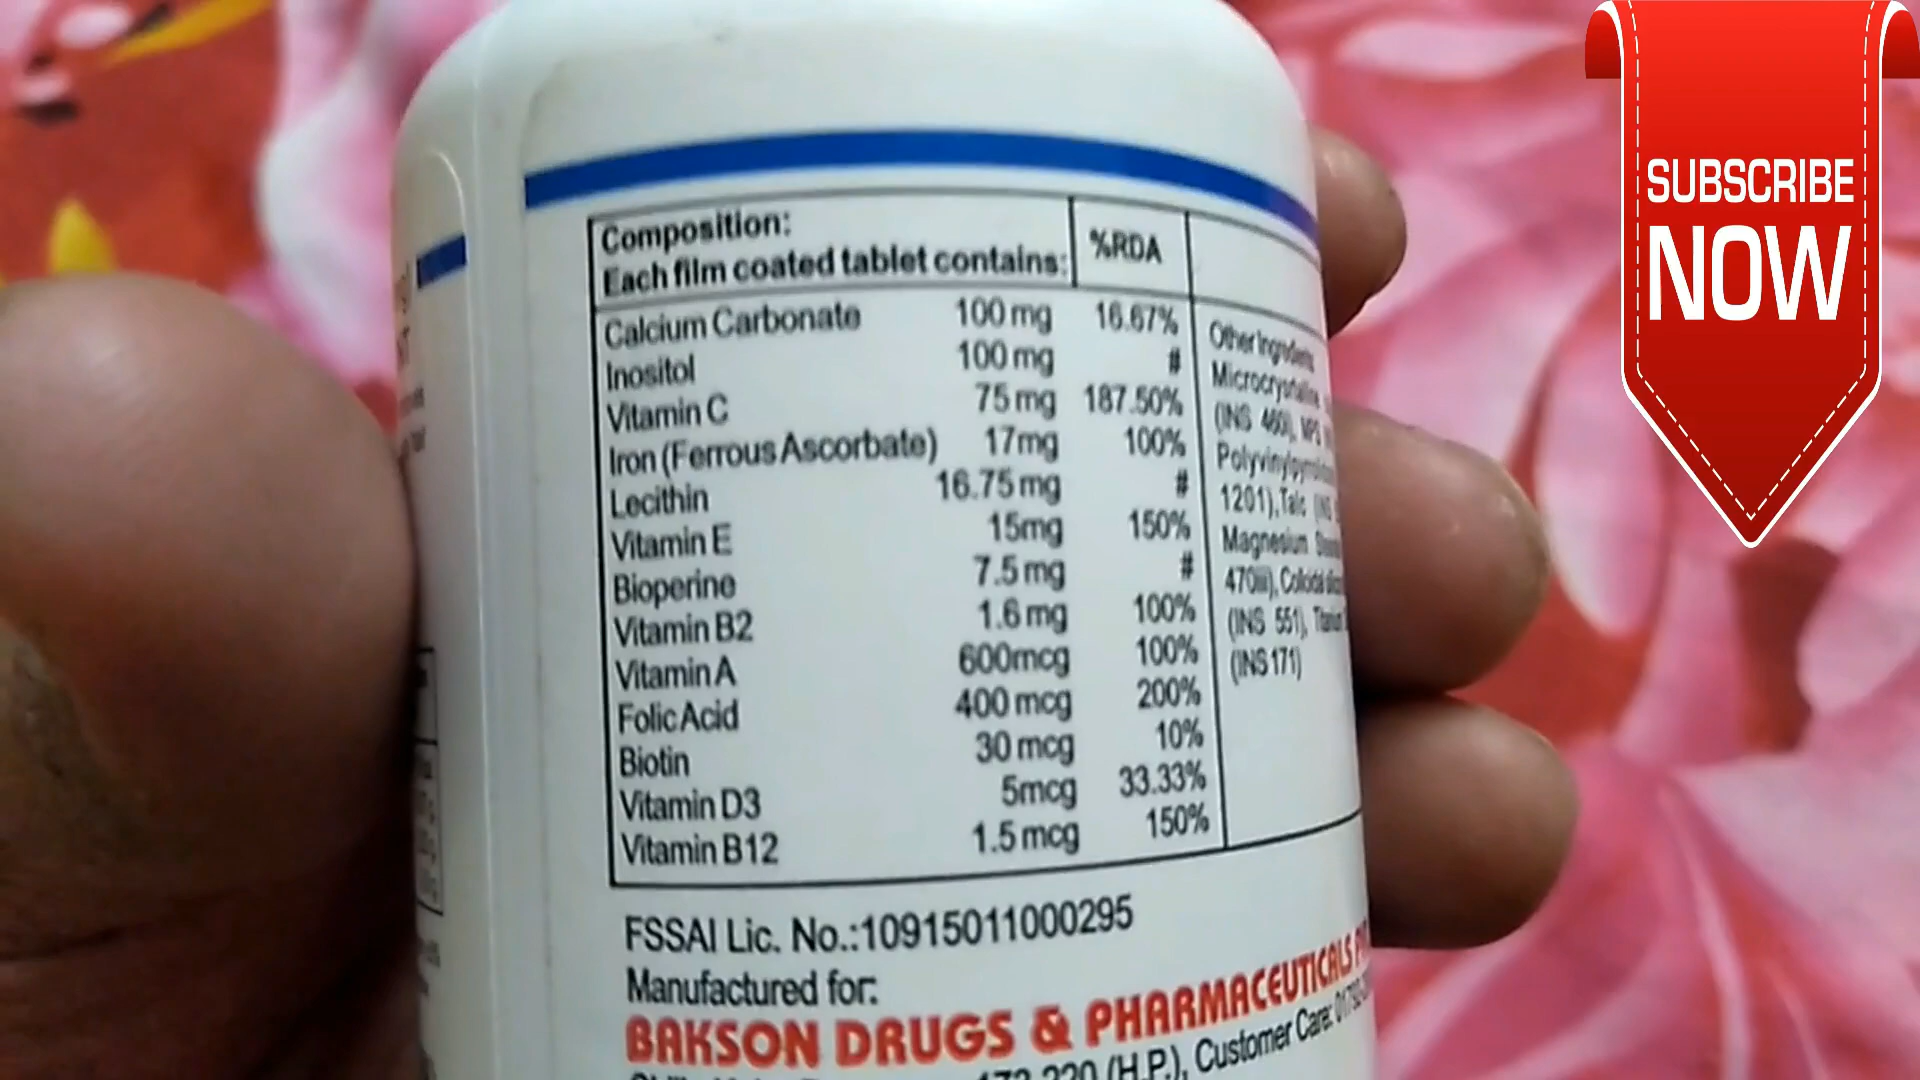 SUBSCRIBE
NOW
Composition:
Each film coated tablet contains:
%RDA
Calcium Carbonate 100 mg 16.67%
Inositol 100 mg #
Vitamin C 75 mg 187.50%
Iron (Ferrous Ascorbate) 17mg 100%
Lecithin 16.75 mg #
Vitamin E 15mg 150%
Bioperine 7.5 mg #
Vitamin B2 1.6 mg 100%
Vitamin A 600mcg 100%
Folic Acid 400 mcg 200%
Biotin 30 mcg 10%
Vitamin D3 5mcg 33.33%
Vitamin B12 1.5 mcg 150%
Other Ingredients
Microcrystalline
(INS
1201), Talc (INS
Magnesium
470iii), Colloidal
(INS 551),
(INS 171)
FSSAI Lic. No.:10915011000295
Manufactured for:
BAKSON DRUGS & PHARMACEUTICALS
(H.P.), Customer Care: